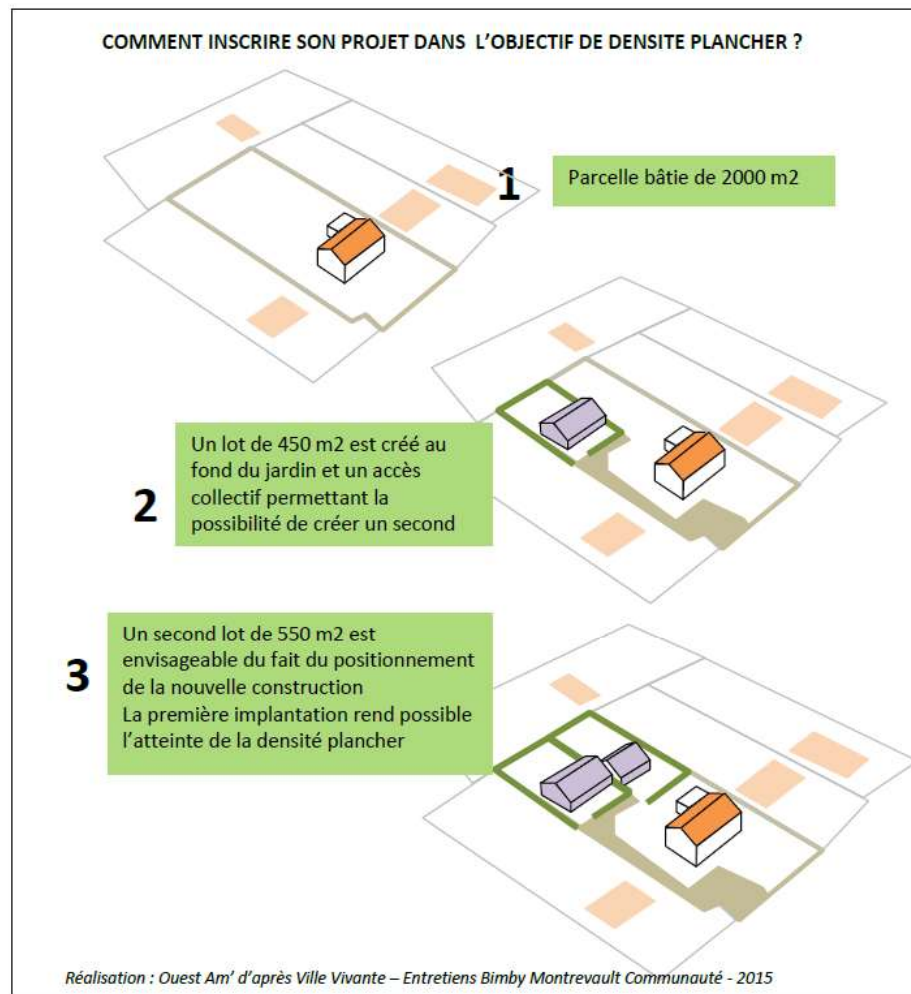 COMMENT INSCRIRE SON PROJET DANS L'OBJECTIF DE DENSITE PLANCHER ?
1
Parcelle bâtie de 2000 m2
2
Un lot de 450 m2 est créé au
fond du jardin et un accès
collectif permettant la
possibilité de créer un second
3
Un second lot de 550 m2 est
envisageable du fait du positionnement
de la nouvelle construction
La première implantation rend possible
l'atteinte de la densité plancher
Réalisation : Ouest Am' d'après Ville Vivante – Entretiens Bimby Montrevault Communauté - 2015